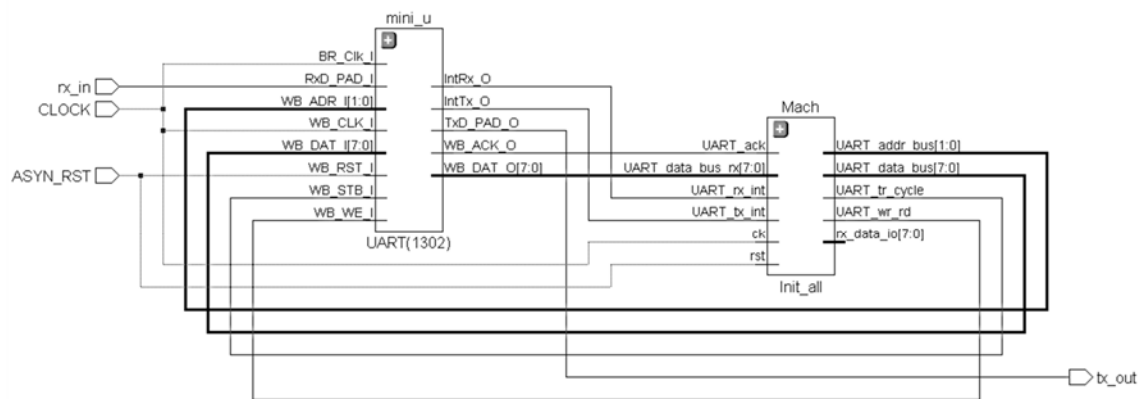 mini_u
BR_Clk_I
rx_in
RxD_PAD_I
IntRx_O
CLOCK
WB_ADR_I[1:0]
IntTx_O
Mach
WB_CLK_I
TxD_PAD_O
WB_DAT_I[7:0]
WB_ACK_O
UART_ack
UART_addr_bus[1:0]
ASYN_RST
WB_RST_I
WB_DAT_O[7:0]
UART_data_bus_rx[7:0]
UART_data_bus[7:0]
WB_STB_I
UART_rx_int
UART_tr_cycle
WB_WE_I
UART_tx_int
UART_wr_rd
UART(1302)
ck
rx_data_io[7:0]
rst
Init_all
tx_out